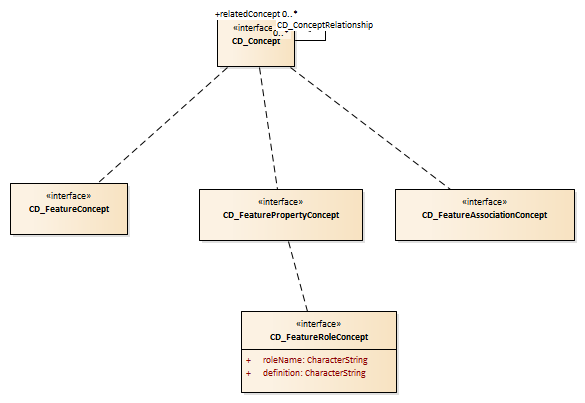 +relatedConcept 0..*
«interface»
CD_ConceptRelationship
CD_Concept
0..*
«interface»
CD_FeatureConcept
«interface»
CD_FeaturePropertyConcept
«interface»
CD_FeatureAssociationConcept
«interface»
CD_FeatureRoleConcept
+ roleName: CharacterString
+ definition: CharacterString